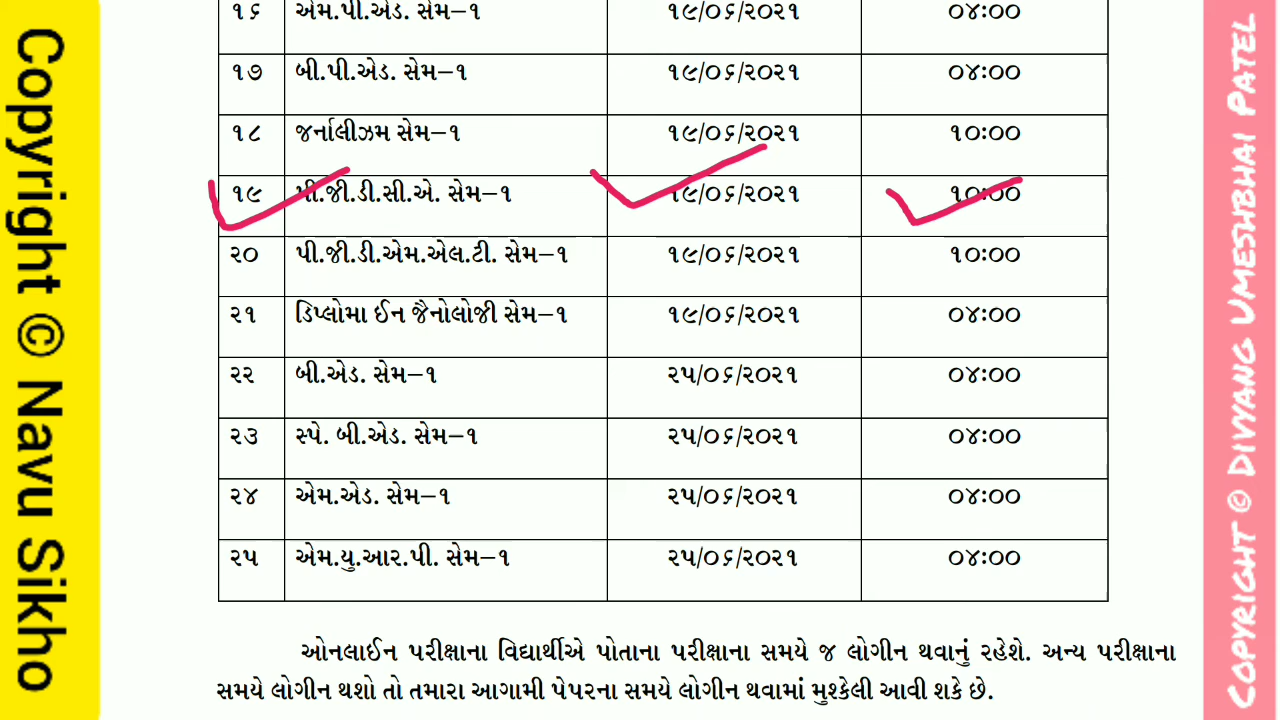 Copyright © Navu Sikho
૧૬ એમ.પી.એડ. સેમ–૧ ૧૯/૦૬/૨૦૨૧ ૦૪:૦૦
૧૭ બી.પી.એડ. સેમ–૧ ૧૯/૦૬/૨૦૨૧ ૦૪:૦૦
૧૮ જર્નાલીઝમ સેમ–૧ ૧૯/૦૬/૨૦૨૧ ૧૦:૦૦
૧૯ પી.જી.ડી.સી.એ. સેમ–૧ ૧૯/૦૬/૨૦૨૧ ૧૦:૦૦
૨૦ પી.જી.ડી.એમ.એલ.ટી. સેમ–૧ ૧૯/૦૬/૨૦૨૧ ૧૦:૦૦
૨૧ ડિપ્લોમા ઈન જૈનોલોજી સેમ–૧ ૧૯/૦૬/૨૦૨૧ ૦૪:૦૦
૨૨ બી.એડ. સેમ–૧ ૨૫/૦૬/૨૦૨૧ ૦૪:૦૦
૨૩ સ્પે. બી.એડ. સેમ–૧ ૨૫/૦૬/૨૦૨૧ ૦૪:૦૦
૨૪ એમ.એડ. સેમ–૧ ૨૫/૦૬/૨૦૨૧ ૦૪:૦૦
૨૫ એમ.યુ.આર.પી. સેમ–૧ ૨૫/૦૬/૨૦૨૧ ૦૪:૦૦
ઓનલાઈન પરીક્ષાના વિદ્યાર્થીએ પોતાના પરીક્ષાના સમયે જ લોગીન થવાનું રહેશે. અન્ય પરીક્ષાના
સમયે લોગીન થશો તો તમારા આગામી પેપરના સમયે લોગીન થવામાં મુશ્કેલી આવી શકે છે.
COPYRIGHT © DIVYANG UMESHBHAI PATEL